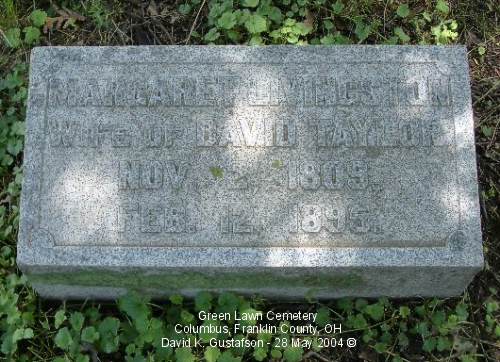 MARGARET LIVINGSTON
WIFE OF DAVID TAYLOR.
NOV. 2, 1809.
FEB. 12, 1895.
Green Lawn Cemetery
Columbus, Franklin County, OH
David K. Gustafson - 28 May 2004 ©